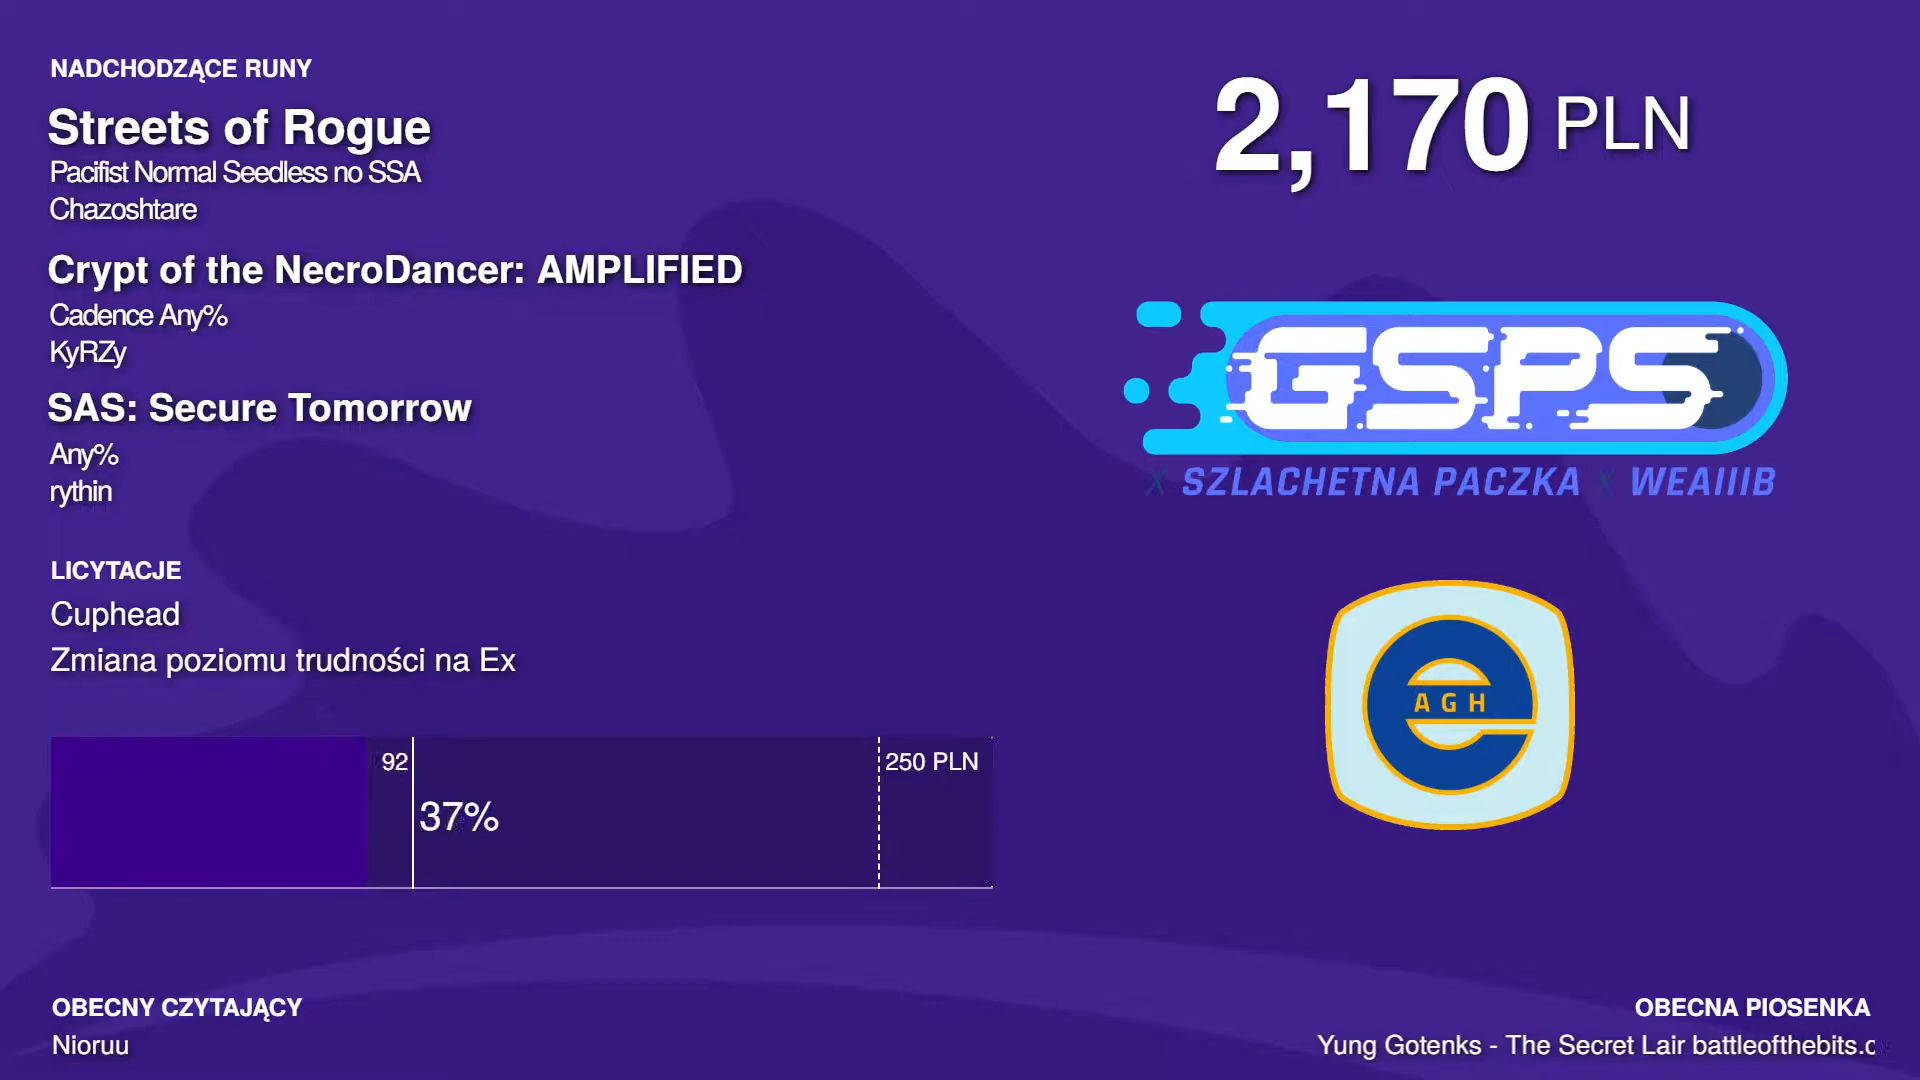 NADCHODZĄCE RUNY
Streets of Rogue
Pacifist Normal Seedless no SSA
Chazoshtare
Crypt of the NecroDancer: AMPLIFIED
Cadence Any%
KyRZy
SAS: Secure Tomorrow
Any%
rythin
LICYTACJE
Cuphead
Zmiana poziomu trudności na Ex
92
250 PLN
37%
OBECNY CZYTAJĄCY
Nioruu
2,170 PLN
GSPS
X SZLACHETNA PACZKA X WEAIIIB
AGH
OBECNA PIOSENKA
Yung Gotenks - The Secret Lair battleofthebits.c